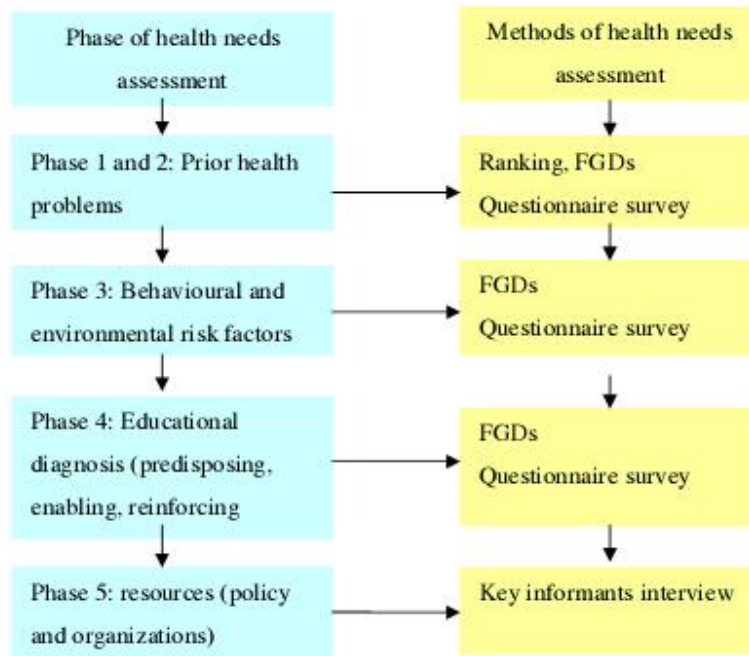 Phase of health needs
assessment
Methods of health needs
assessment
Phase 1 and 2: Prior health
problems
Ranking, FGDs
Questionnaire survey
Phase 3: Behavioural and
environmental risk factors
FGDs
Questionnaire survey
Phase 4: Educational
diagnosis (predisposing,
enabling, reinforcing
FGDs
Questionnaire survey
Phase 5: resources (policy
and organizations)
Key informants interview